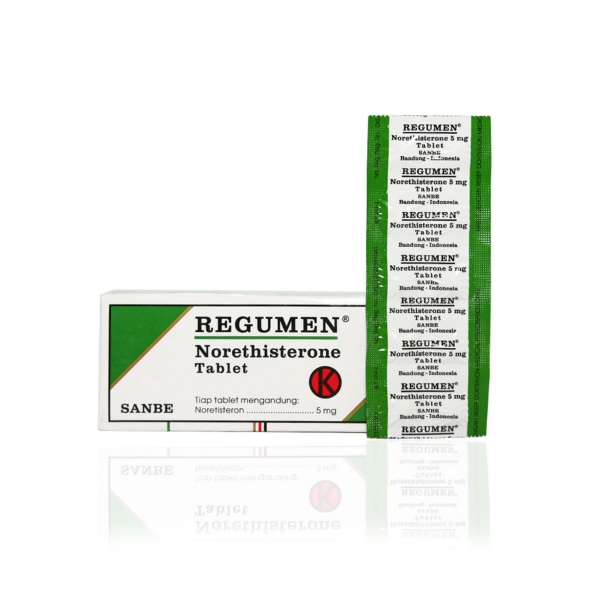 REGUMEN®
Norethisterone
Tablet
K
Tiap tablet mengandung:
Noretisteron ........................ 5 mg
SANBE
REGUMEN®
Norethisterone 5 mg
Tablet
SANBE
Bandung - Indonesia
REGUMEN®
Norethisterone 5 mg
Tablet
SANBE
Bandung - Indonesia
REGUMEN®
Norethisterone 5 mg
Tablet
SANBE
Bandung - Indonesia
REGUMEN®
Norethisterone 5 mg
Tablet
SANBE
Bandung - Indonesia
REGUMEN®
Norethisterone 5 mg
Tablet
SANBE
Bandung - Indonesia
REGUMEN®
Norethisterone 5 mg
Tablet
SANBE
Bandung - Indonesia
REGUMEN®
Norethisterone 5 mg
Tablet
SANBE
Bandung - Indonesia
REGUMEN®